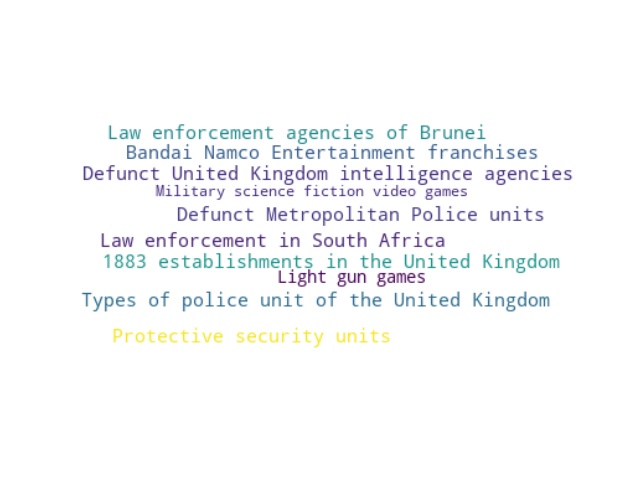 Law enforcement agencies of Brunei
Bandai Namco Entertainment franchises
Defunct United Kingdom intelligence agencies
Military science fiction video games
Defunct Metropolitan Police units
Law enforcement in South Africa
1883 establishments in the United Kingdom
Light gun games
Types of police unit of the United Kingdom
Protective security units